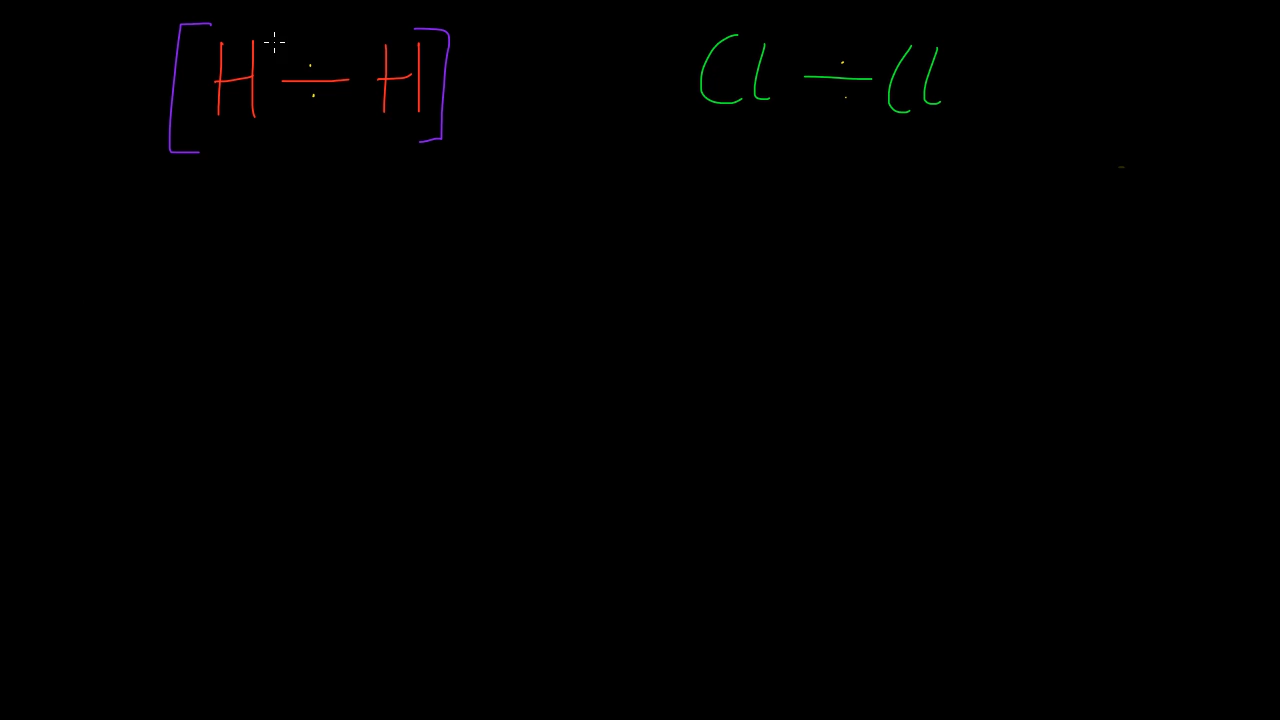 [H — H] Cl — Cl